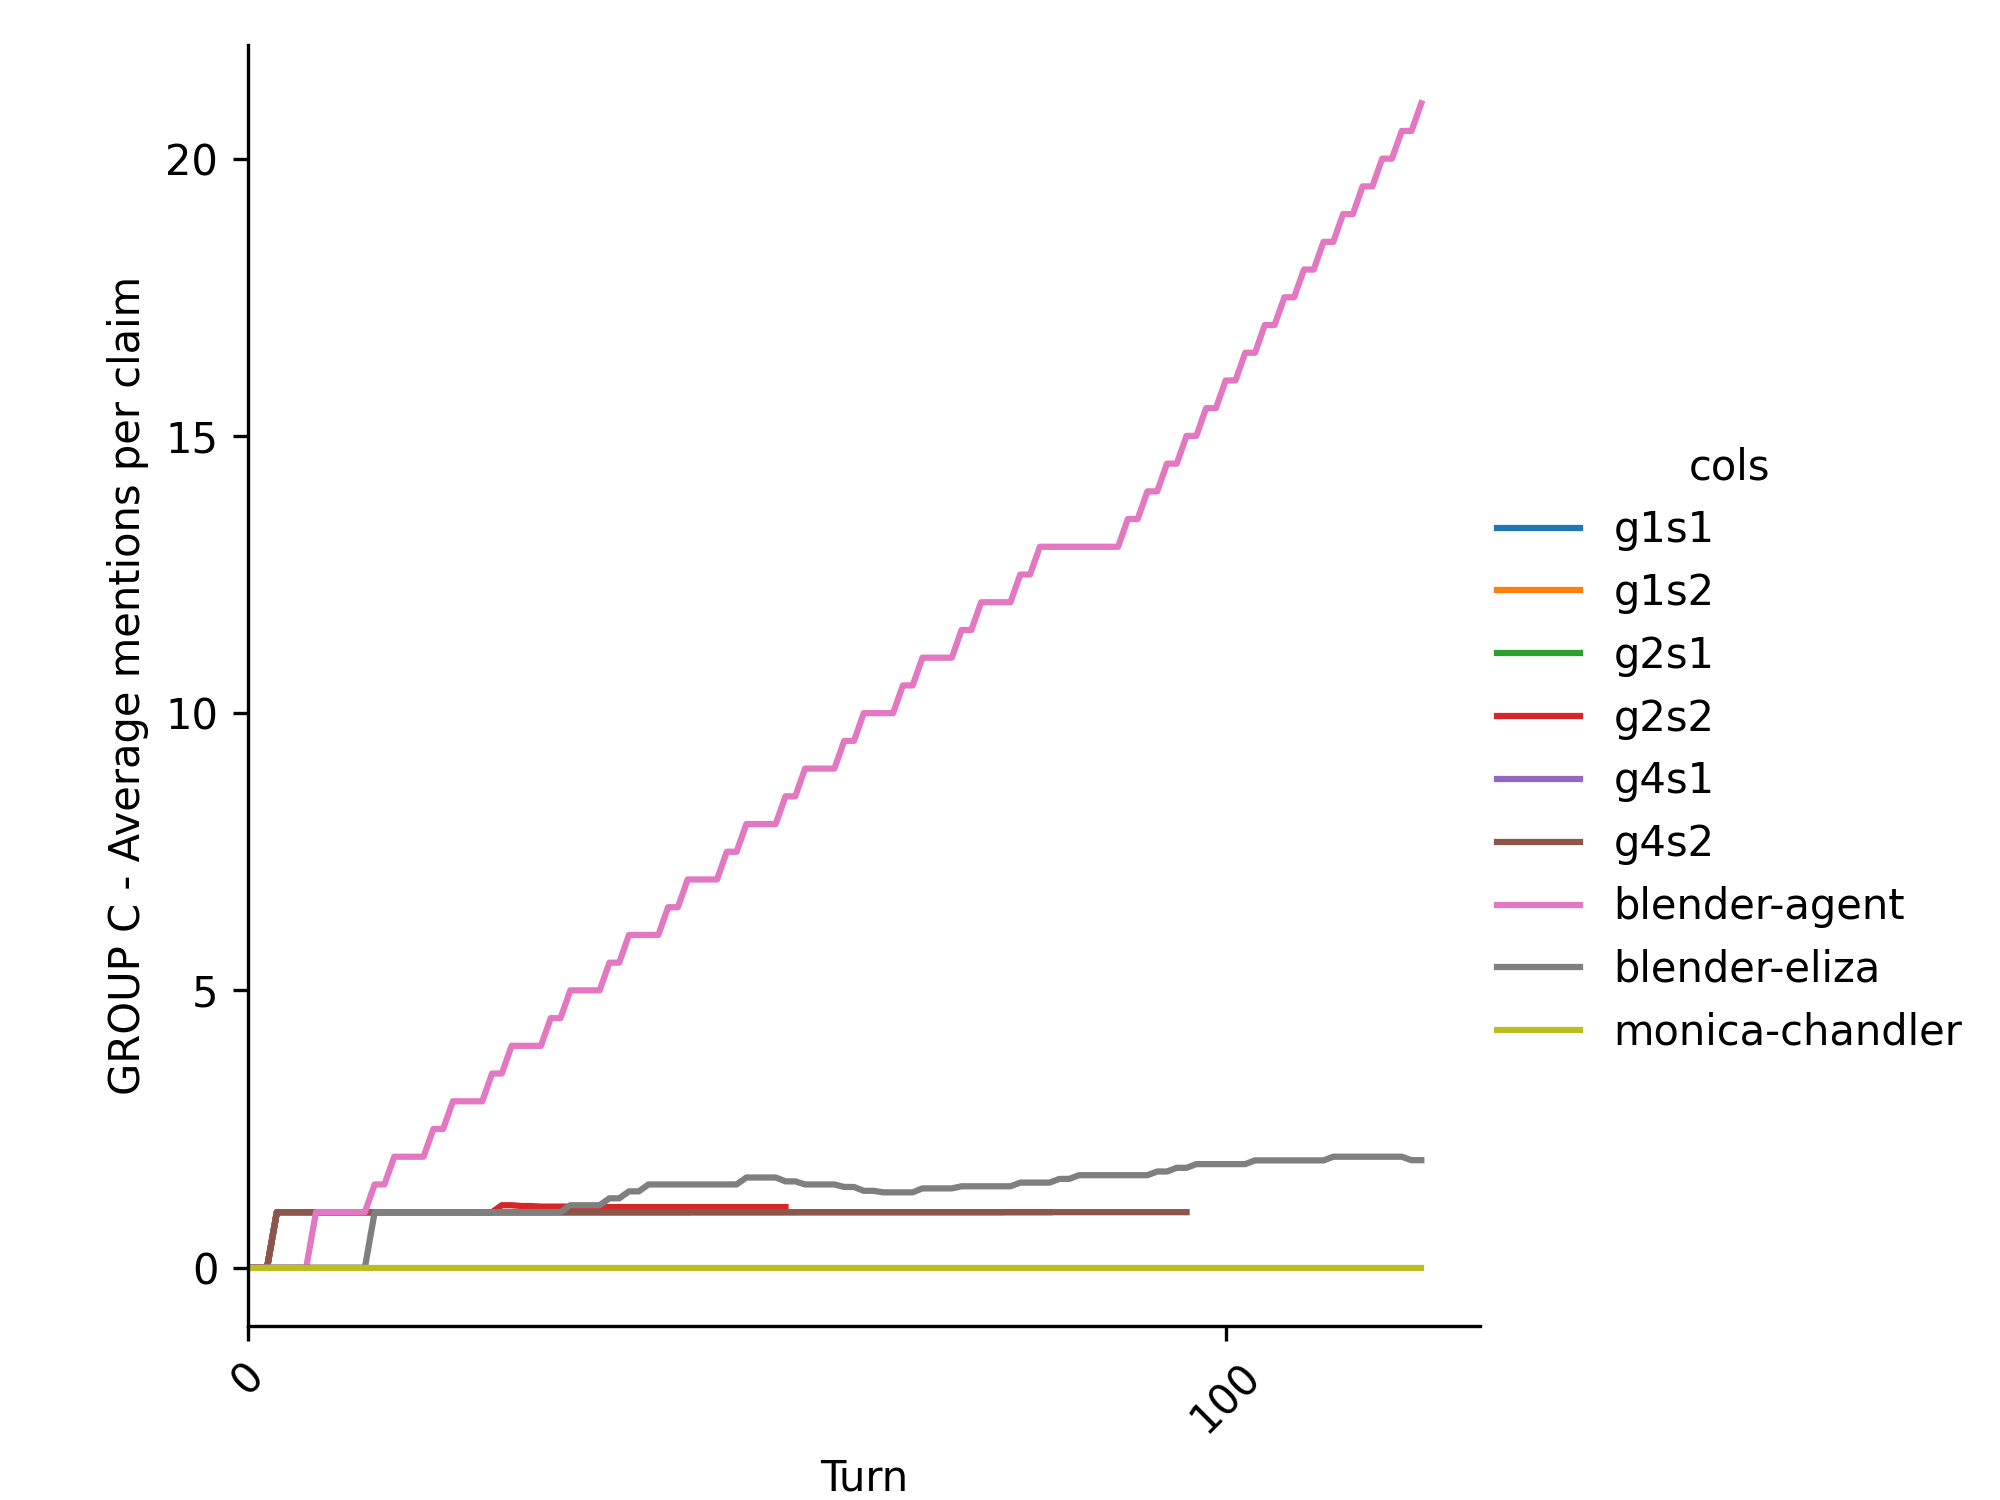 GROUP C - Average mentions per claim
20
15
10
5
0
0
100
Turn
cols
g1s1
g1s2
g2s1
g2s2
g4s1
g4s2
blender-agent
blender-eliza
monica-chandler